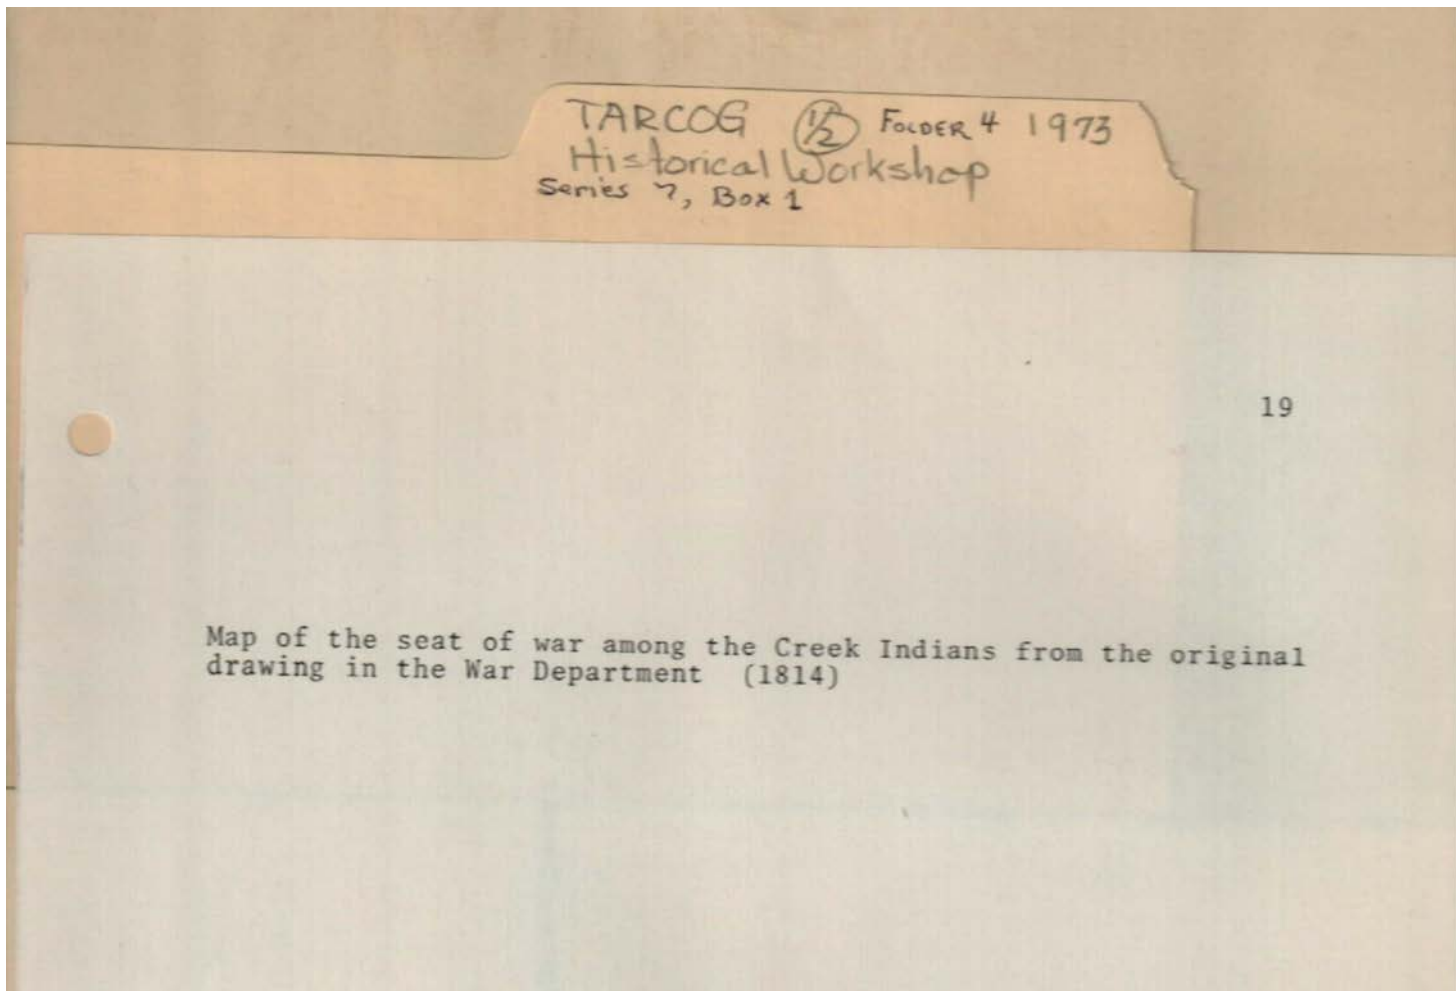 TARCOG 1/2 FOLDER 4 1973
Historical Workshop
Series 7, Box 1
19
Map of the seat of war among the Creek Indians from the original
drawing in the War Department (1814)